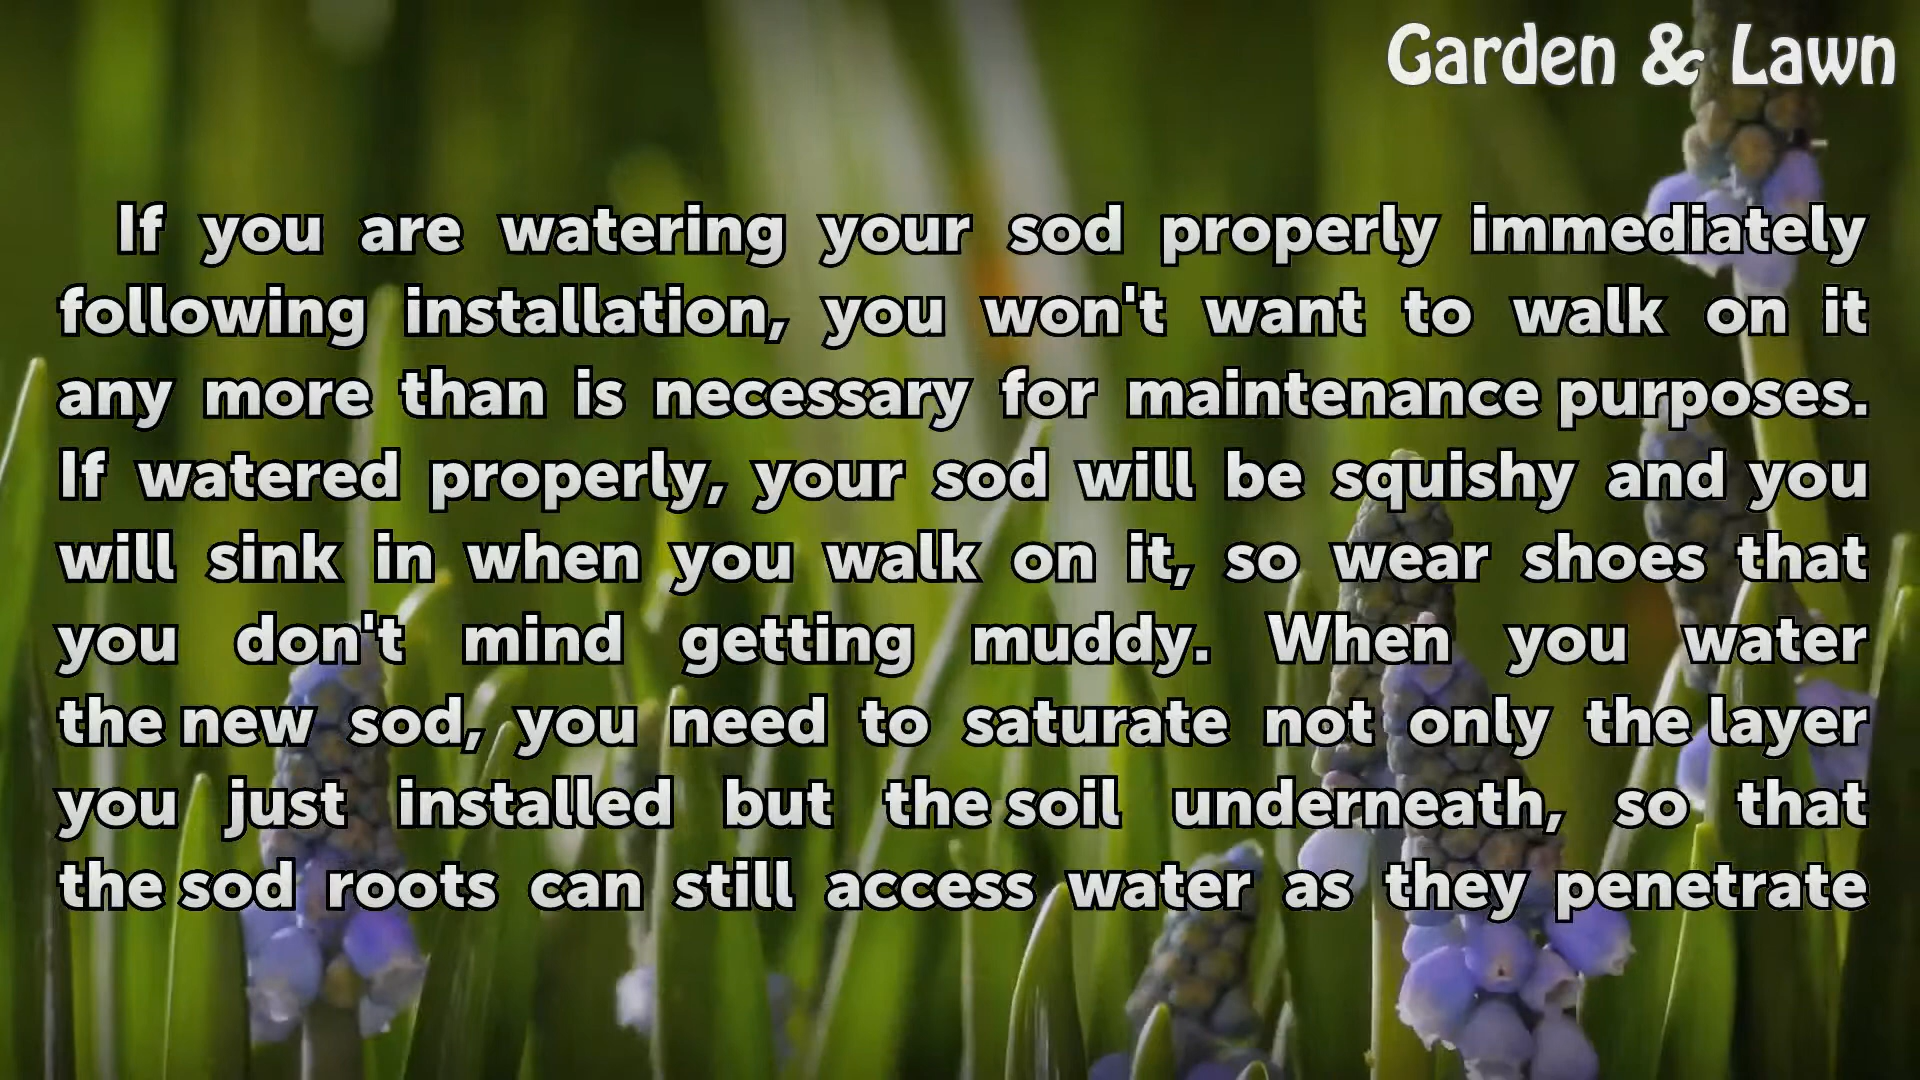 Garden & Lawn
If you are watering your sod properly immediately
following installation, you won't want to walk on it
any more than is necessary for maintenance purposes.
If watered properly, your sod will be squishy and you
will sink in when you walk on it, so wear shoes that
you don't mind getting muddy. When you water
the new sod, you need to saturate not only the layer
you just installed but the soil underneath, so that
the sod roots can still access water as they penetrate